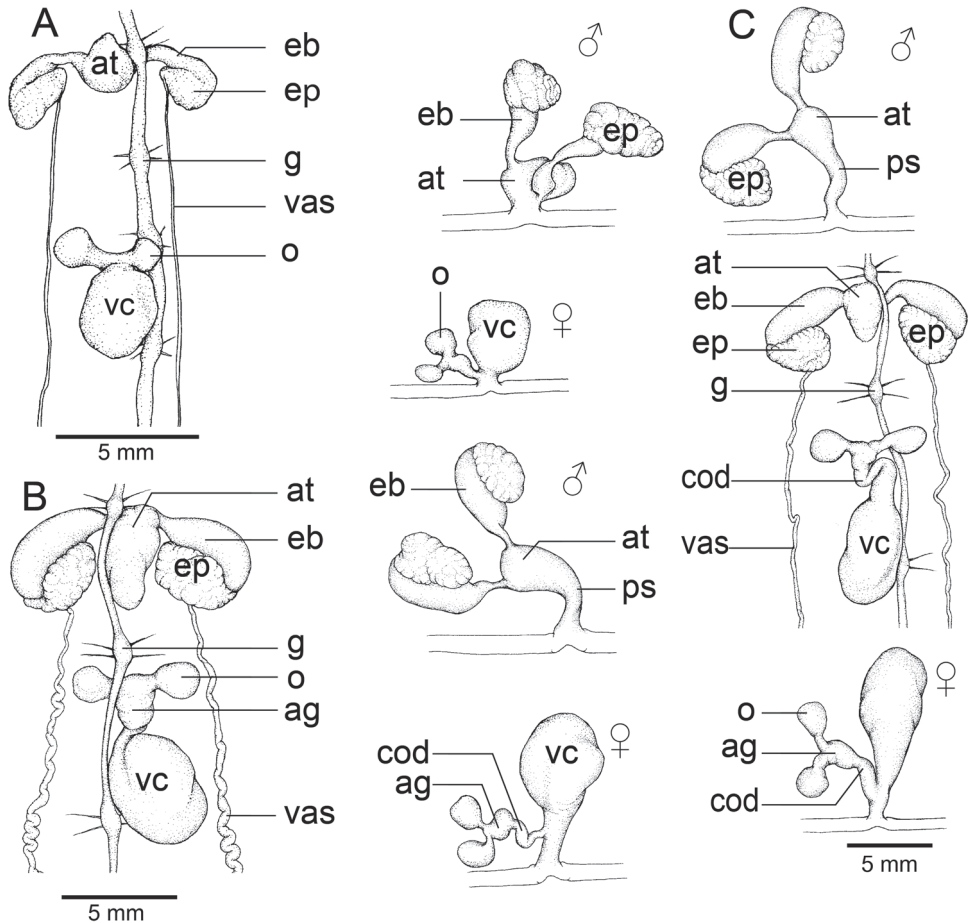 A
at
eb
ep
g
vas
o
vc
5 mm
♂
eb
ep
at
o
vc
♀
C
♂
at
ep
ps
at
eb
ep
ep
g
cod
vc
vas
B
at
eb
ep
g
o
ag
vc
vas
5 mm
eb
♂
at
ps
cod
vc
♀
ag
♀
o
ag
cod
5 mm